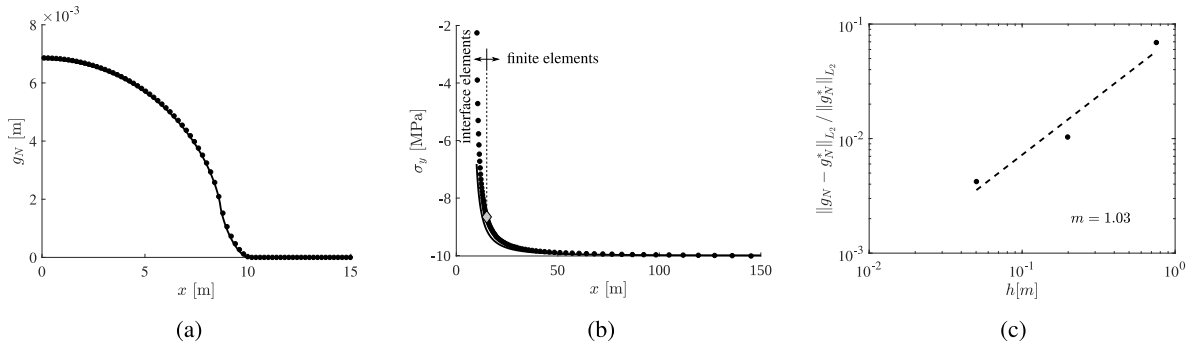 ×10⁻³
8
6
4
2
0
g_N [m]
0 5 10 15
x [m]
(a)
-2
-4
-6
-8
-10
σ_y [MPa]
interface elements
finite elements
0 50 100 150
x [m]
(b)
10⁻¹
10⁻²
10⁻³
||g_N − g_N^*||_{L_2} / ||g_N^*||_{L_2}
m = 1.03
10⁻² 10⁻¹ 10⁰
h[m]
(c)